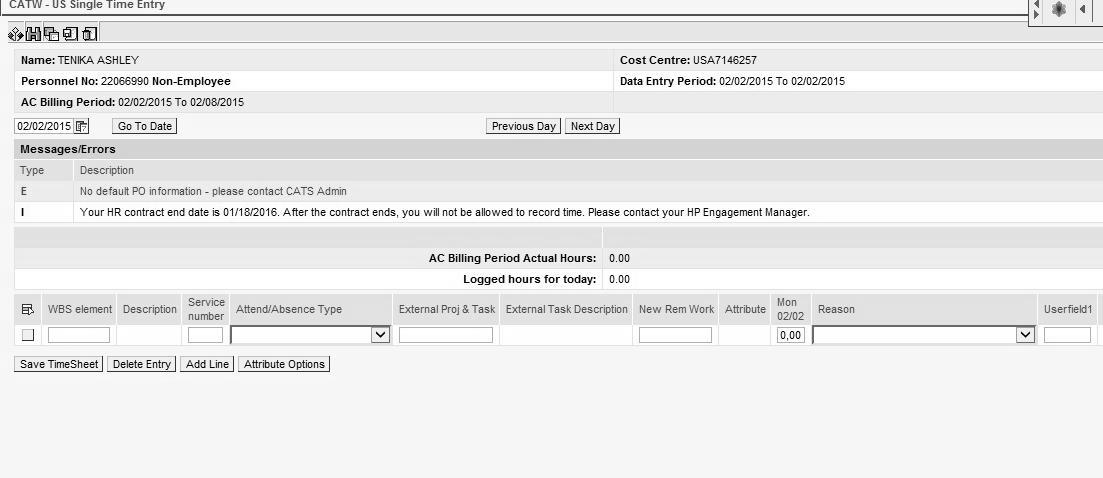 CATW - US Single Time Entry
Name: TENIKA ASHLEY Cost Centre: USA7146257
Personnel No: 22066990 Non-Employee Data Entry Period: 02/02/2015 To 02/02/2015
AC Billing Period: 02/02/2015 To 02/08/2015
02/02/2015 Go To Date Previous Day Next Day
Messages/Errors
Type Description
E No default PO information - please contact CATS Admin
I Your HR contract end date is 01/18/2016. After the contract ends, you will not be allowed to record time. Please contact your HP Engagement Manager.
AC Billing Period Actual Hours: 0.00
Logged hours for today: 0.00
WBS element Description Service number Attend/Absence Type External Proj & Task External Task Description New Rem Work Attribute Mon 02/02 Reason Userfield1
0,00
Save TimeSheet Delete Entry Add Line Attribute Options